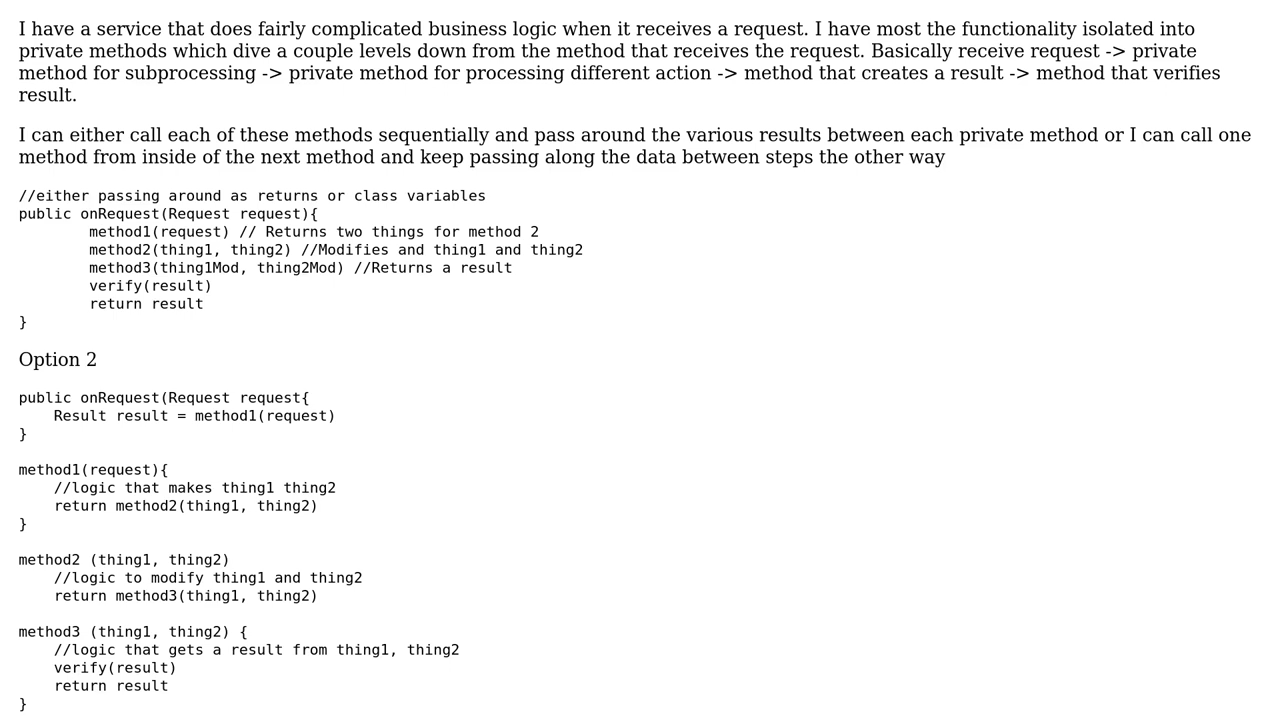 I have a service that does fairly complicated business logic when it receives a request. I have most the functionality isolated into
private methods which dive a couple levels down from the method that receives the request. Basically receive request -> private
method for subprocessing -> private method for processing different action -> method that creates a result -> method that verifies
result.
I can either call each of these methods sequentially and pass around the various results between each private method or I can call one
method from inside of the next method and keep passing along the data between steps the other way
//either passing around as returns or class variables
public onRequest(Request request){
        method1(request) // Returns two things for method 2
        method2(thing1, thing2) //Modifies and thing1 and thing2
        method3(thing1Mod, thing2Mod) //Returns a result
        verify(result)
        return result
}
Option 2
public onRequest(Request request{
    Result result = method1(request)
}
method1(request){
    //logic that makes thing1 thing2
    return method2(thing1, thing2)
}
method2 (thing1, thing2)
    //logic to modify thing1 and thing2
    return method3(thing1, thing2)
method3 (thing1, thing2) {
    //logic that gets a result from thing1, thing2
    verify(result)
    return result
}